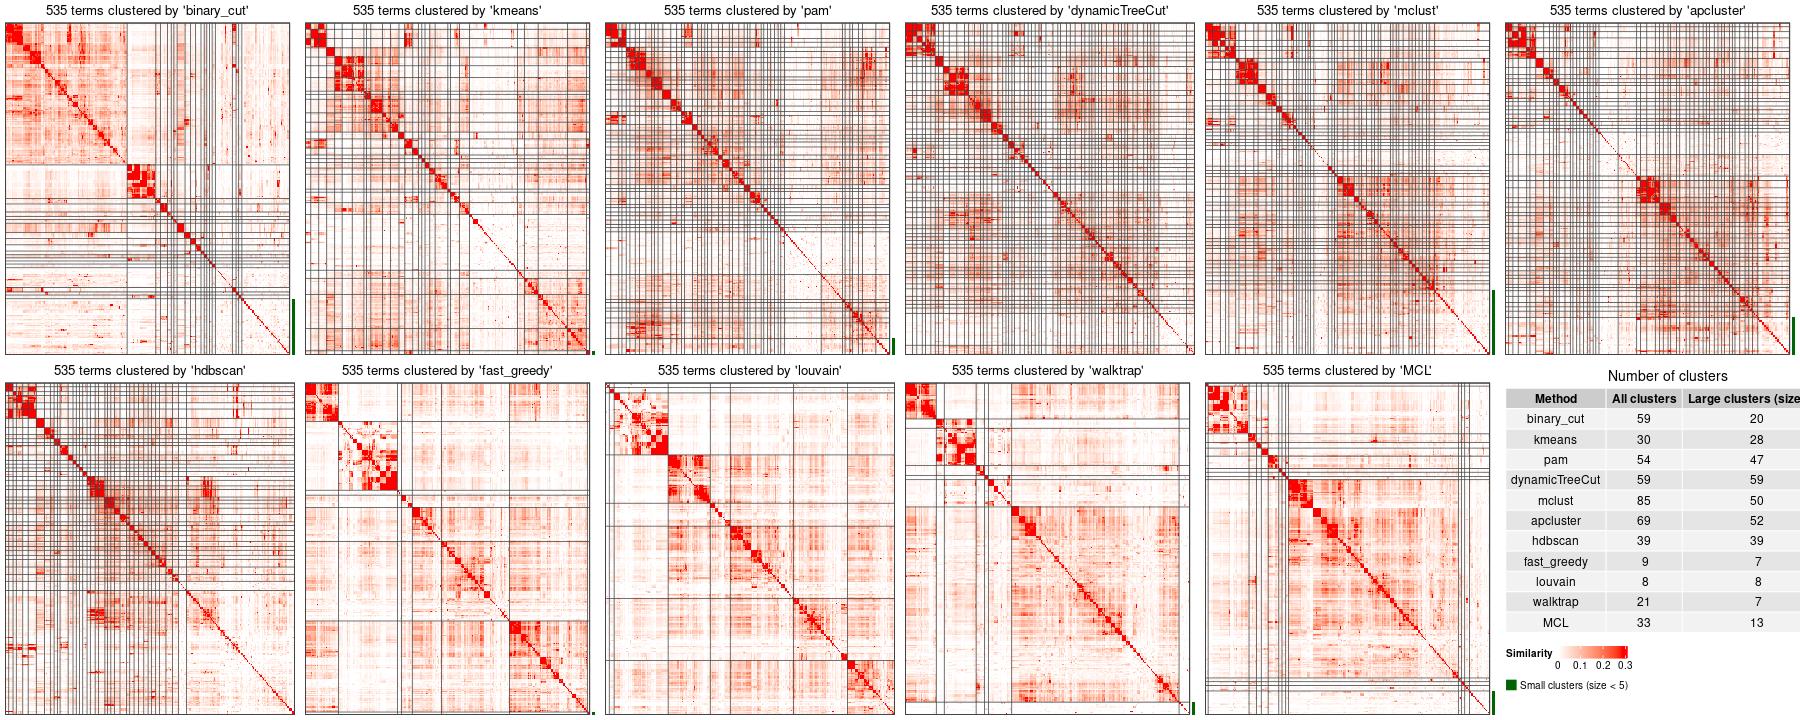 535 terms clustered by 'binary_cut'
535 terms clustered by 'kmeans'
535 terms clustered by 'pam'
535 terms clustered by 'dynamicTreeCut'
535 terms clustered by 'mclust'
535 terms clustered by 'apcluster'
535 terms clustered by 'hdbscan'
535 terms clustered by 'fast_greedy'
535 terms clustered by 'louvain'
535 terms clustered by 'walktrap'
535 terms clustered by 'MCL'
Number of clusters
Method All clusters Large clusters (size
binary_cut 59 20
kmeans 30 28
pam 54 47
dynamicTreeCut 59 59
mclust 85 50
apcluster 69 52
hdbscan 39 39
fast_greedy 9 7
louvain 8 8
walktrap 21 7
MCL 33 13
Similarity
0 0.1 0.2 0.3
Small clusters (size < 5)